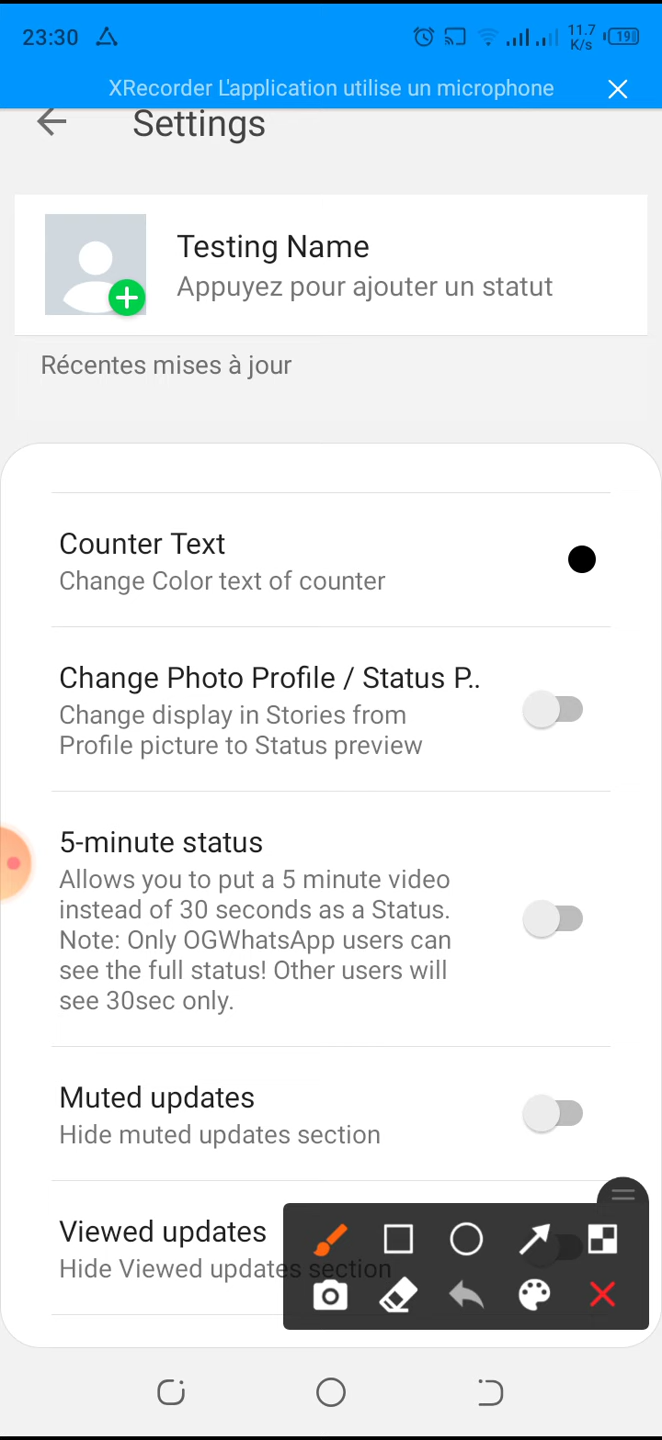 23:30
11.7
K/s
19
XRecorder L'application utilise un microphone
Settings
Testing Name
Appuyez pour ajouter un statut
Récentes mises à jour
Counter Text
Change Color text of counter
Change Photo Profile / Status P..
Change display in Stories from
Profile picture to Status preview
5-minute status
Allows you to put a 5 minute video
instead of 30 seconds as a Status.
Note: Only OGWhatsApp users can
see the full status! Other users will
see 30sec only.
Muted updates
Hide muted updates section
Viewed updates
Hide Viewed updates section